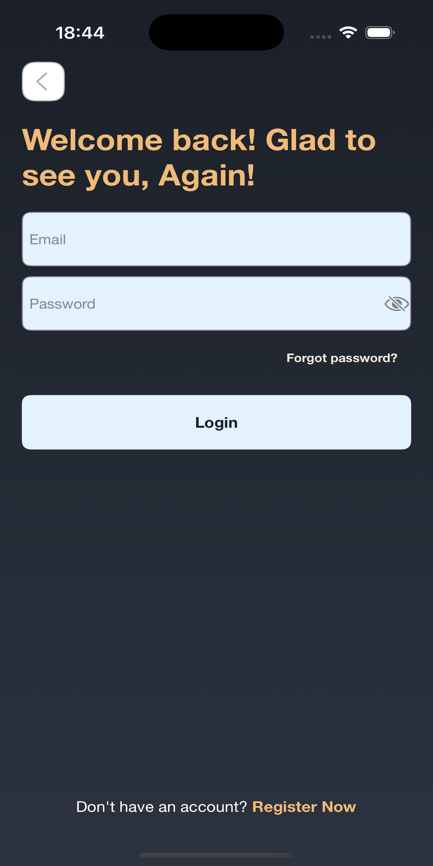 18:44
Welcome back! Glad to
see you, Again!
Email
Password
Forgot password?
Login
Don't have an account? Register Now